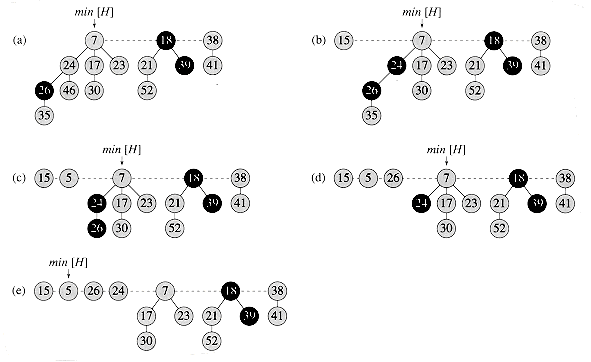 min [H]
min [H]
(a) 7 18 38
(b) 15 7 18 38
24 17 23 21 39 41
24 17 23 21 39 41
26 46 30 52
26 30 52
35
35
min [H]
min [H]
(c) 15 5 7 18 38
(d) 15 5 26 7 18 38
24 17 23 21 39 41
24 17 23 21 39 41
26 30 52
30 52
min [H]
(e) 15 5 26 24 7 18 38
17 23 21 39 41
30 52